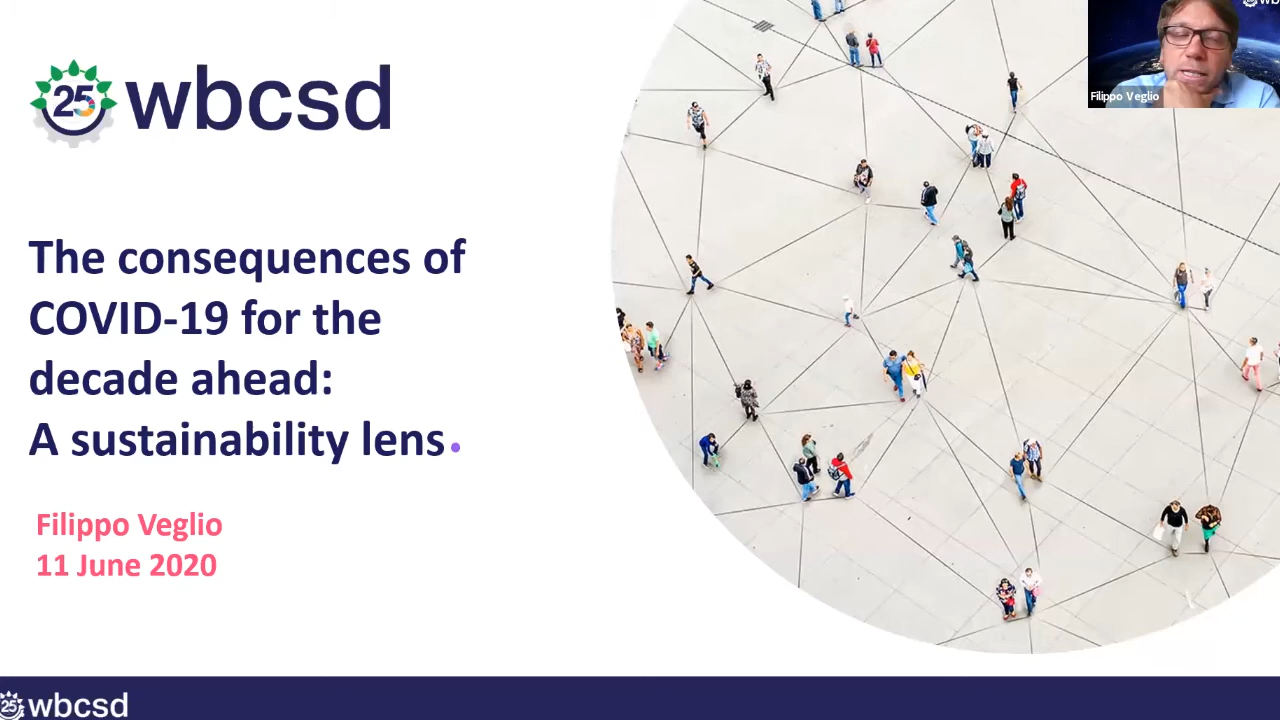 25 wbcsd
wb
Filippo Veglio
The consequences of
COVID-19 for the
decade ahead:
A sustainability lens
Filippo Veglio
11 June 2020
25 wbcsd